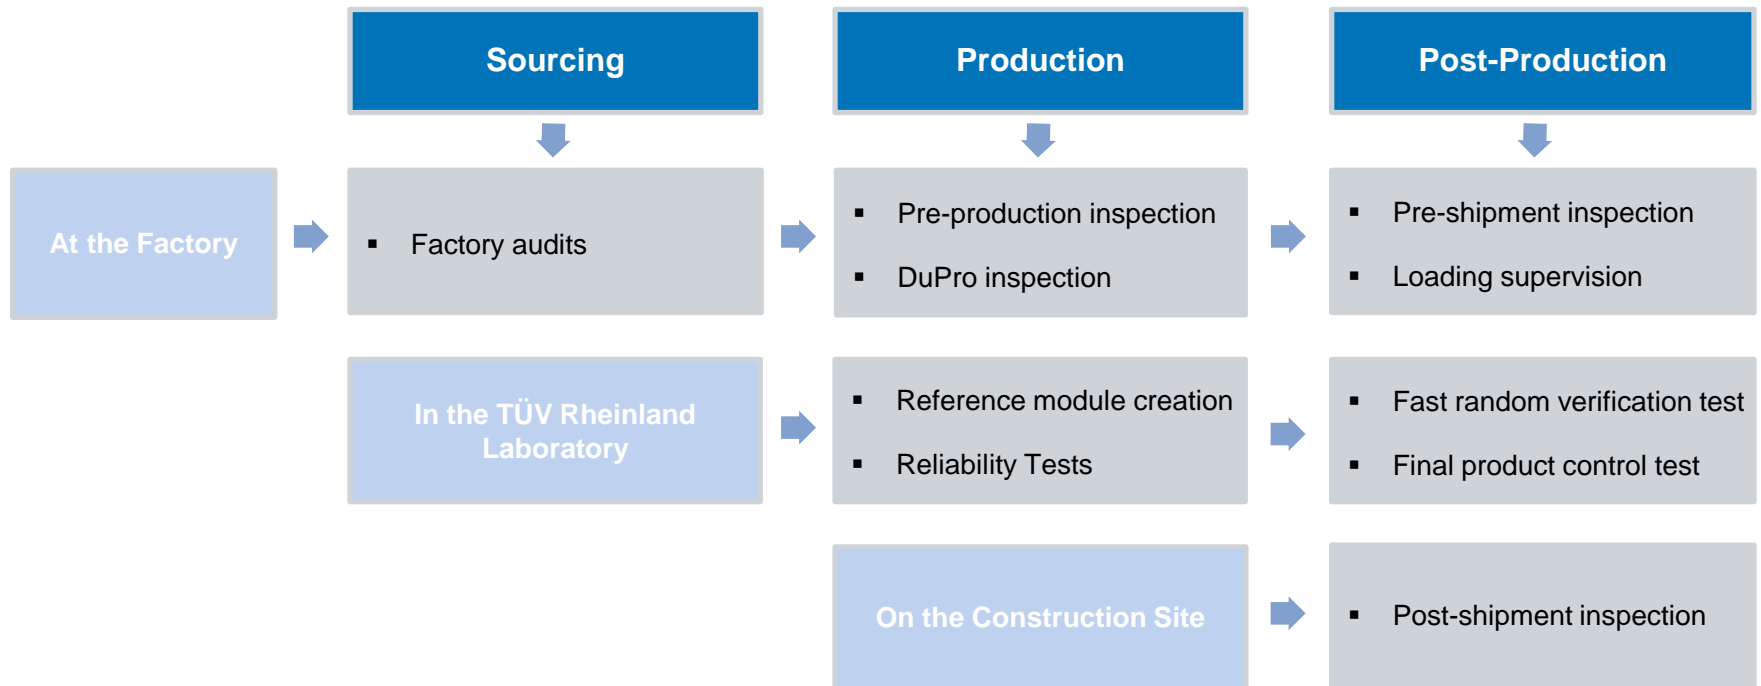 Sourcing
Production
Post-Production
At the Factory
▪ Factory audits
▪ Pre-production inspection
▪ DuPro inspection
▪ Pre-shipment inspection
▪ Loading supervision
In the TÜV Rheinland
Laboratory
▪ Reference module creation
▪ Reliability Tests
▪ Fast random verification test
▪ Final product control test
On the Construction Site
▪ Post-shipment inspection